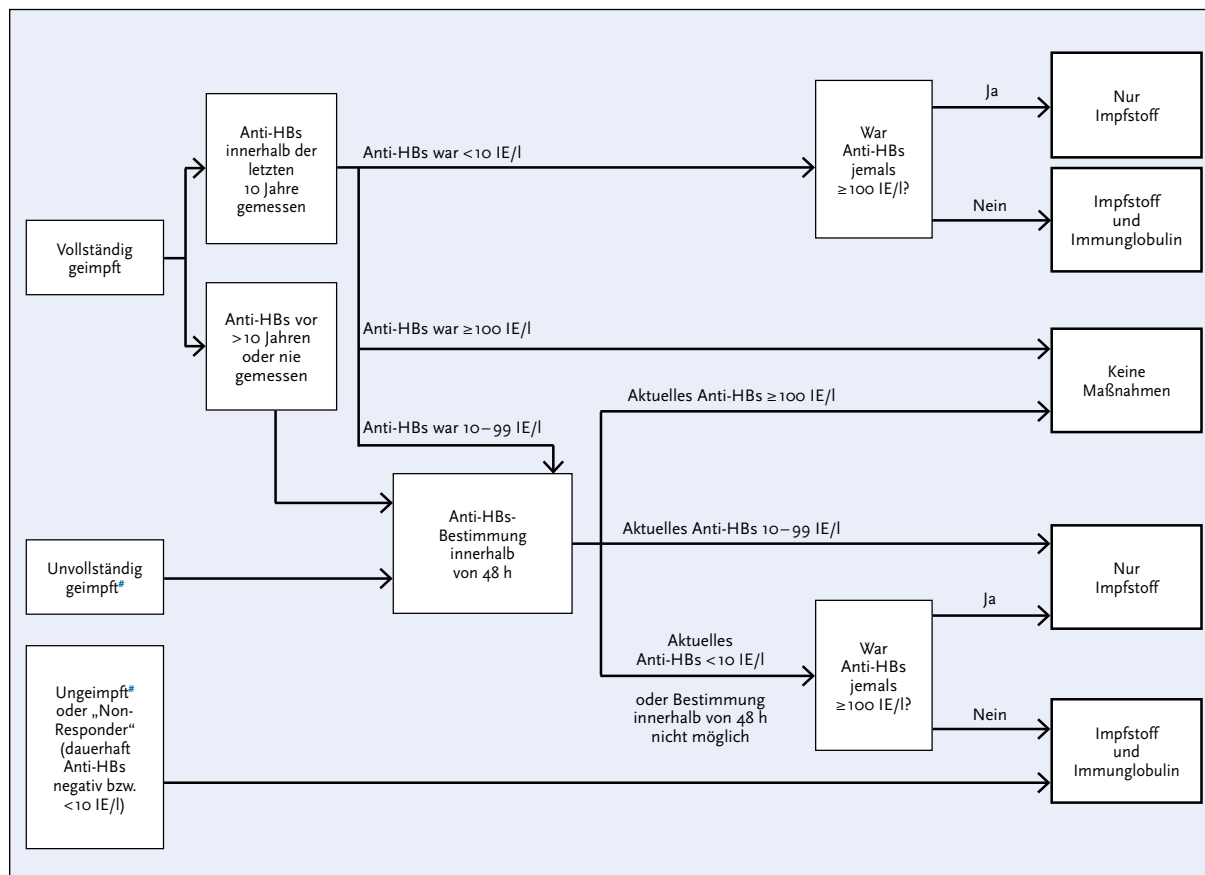 Vollständig
geimpft
Anti-HBs
innerhalb der
letzten
10 Jahre
gemessen
Anti-HBs vor
>10 Jahren
oder nie
gemessen
Anti-HBs war <10 IE/l
War
Anti-HBs
jemals
≥100 IE/l?
Ja
Nur
Impfstoff
Nein
Impfstoff
und
Immunglobulin
Anti-HBs war ≥100 IE/l
Keine
Maßnahmen
Aktuelles Anti-HBs ≥100 IE/l
Anti-HBs war 10–99 IE/l
Unvollständig
geimpft#
Anti-HBs-
Bestimmung
innerhalb
von 48 h
Aktuelles Anti-HBs 10–99 IE/l
Nur
Impfstoff
Aktuelles
Anti-HBs <10 IE/l
oder Bestimmung
innerhalb von 48 h
nicht möglich
War
Anti-HBs
jemals
≥100 IE/l?
Ja
Nein
Impfstoff
und
Immunglobulin
Ungeimpft#
oder „Non-
Responder“
(dauerhaft
Anti-HBs
negativ bzw.
<10 IE/l)